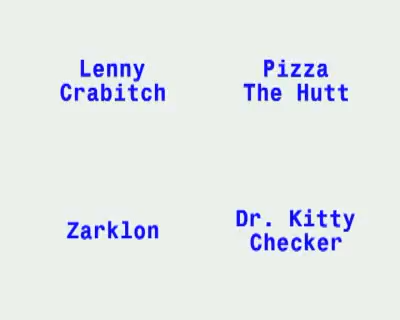 Lenny
Crabitch
Pizza
The Hutt
Zarklon
Dr. Kitty
Checker